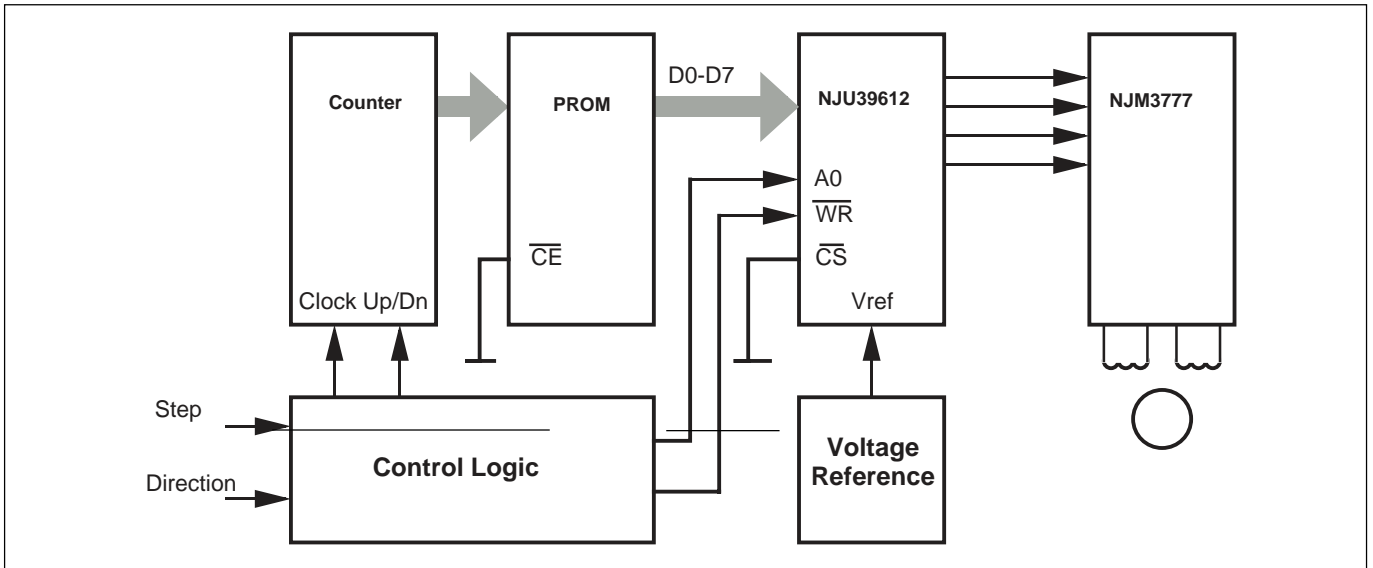 Counter
PROM
D0-D7
NJU39612
NJM3777
A0
WR
CE
CS
Clock Up/Dn
Vref
Step
Direction
Control Logic
Voltage
Reference